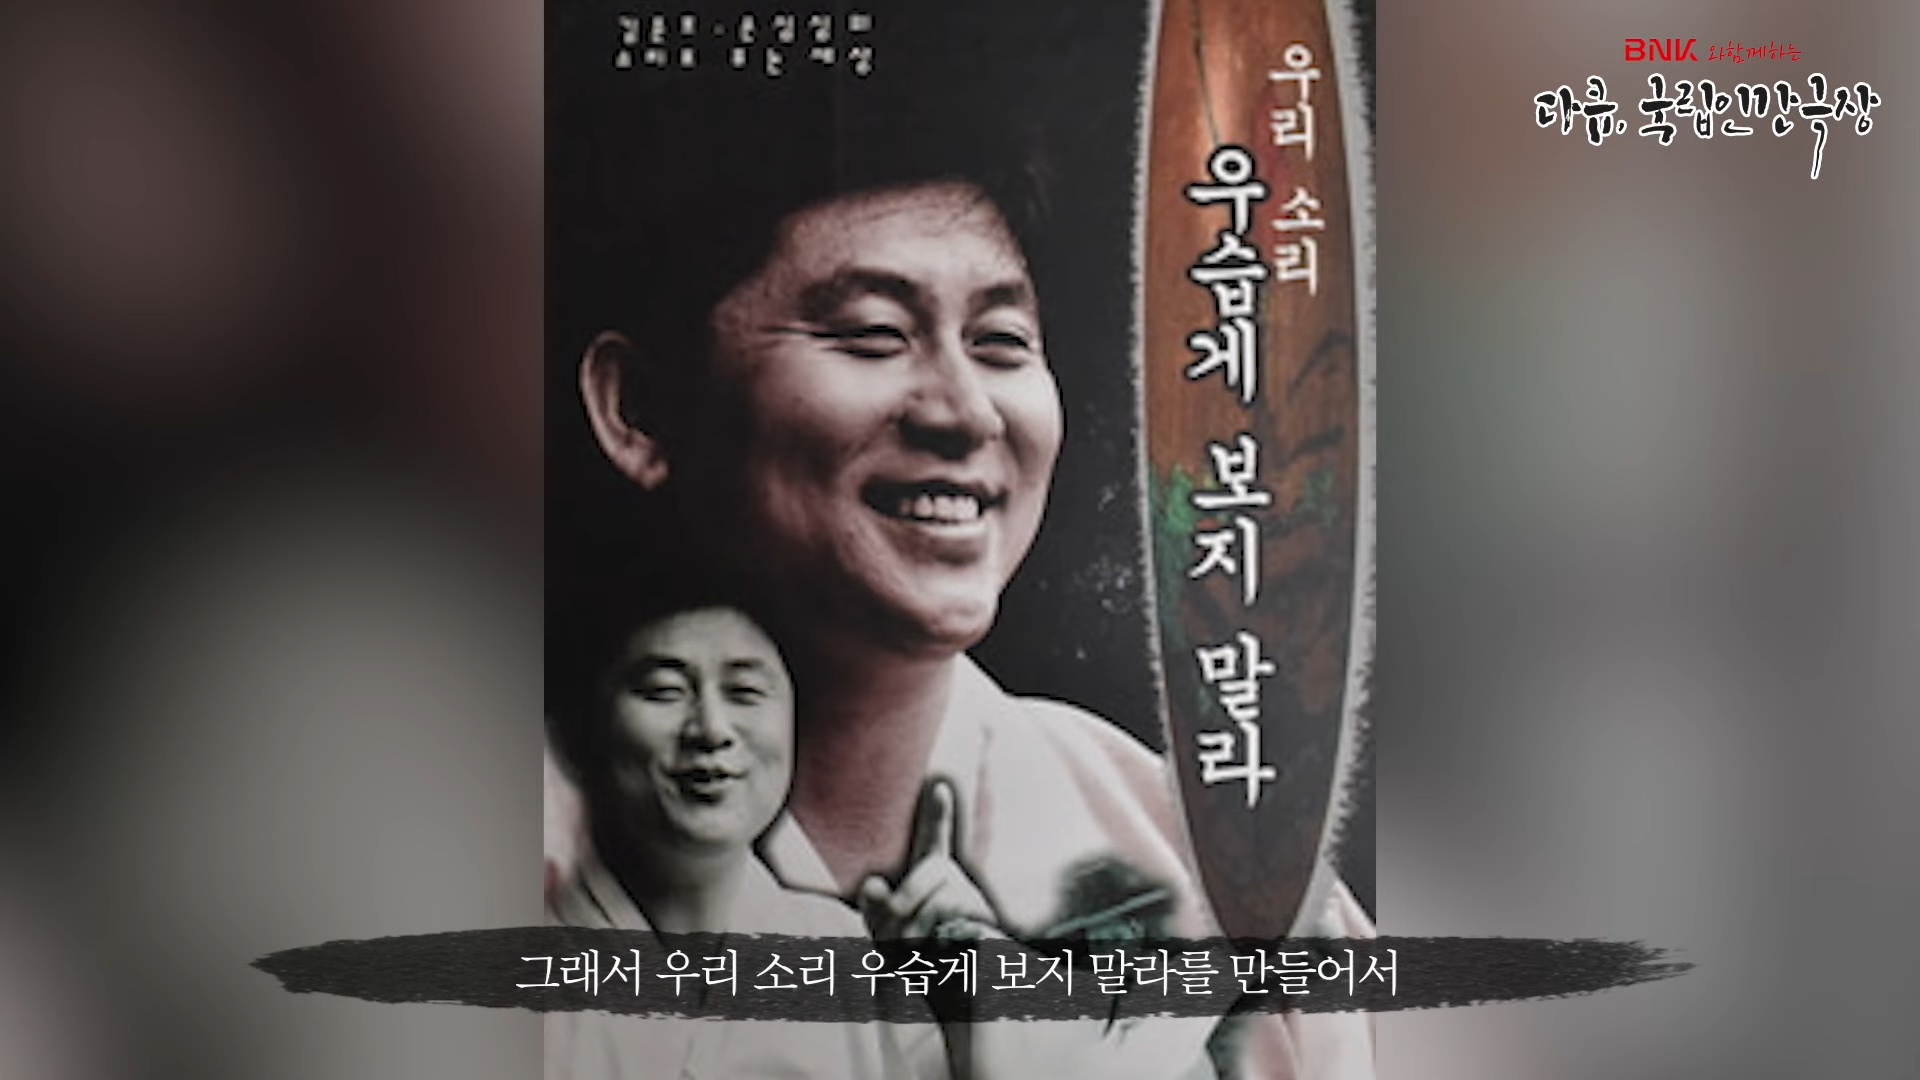 BNK 와함께하는
다큐, 국립인간극장
우리 소리
우습게 보지 말라
그래서 우리 소리 우습게 보지 말라를 만들어서